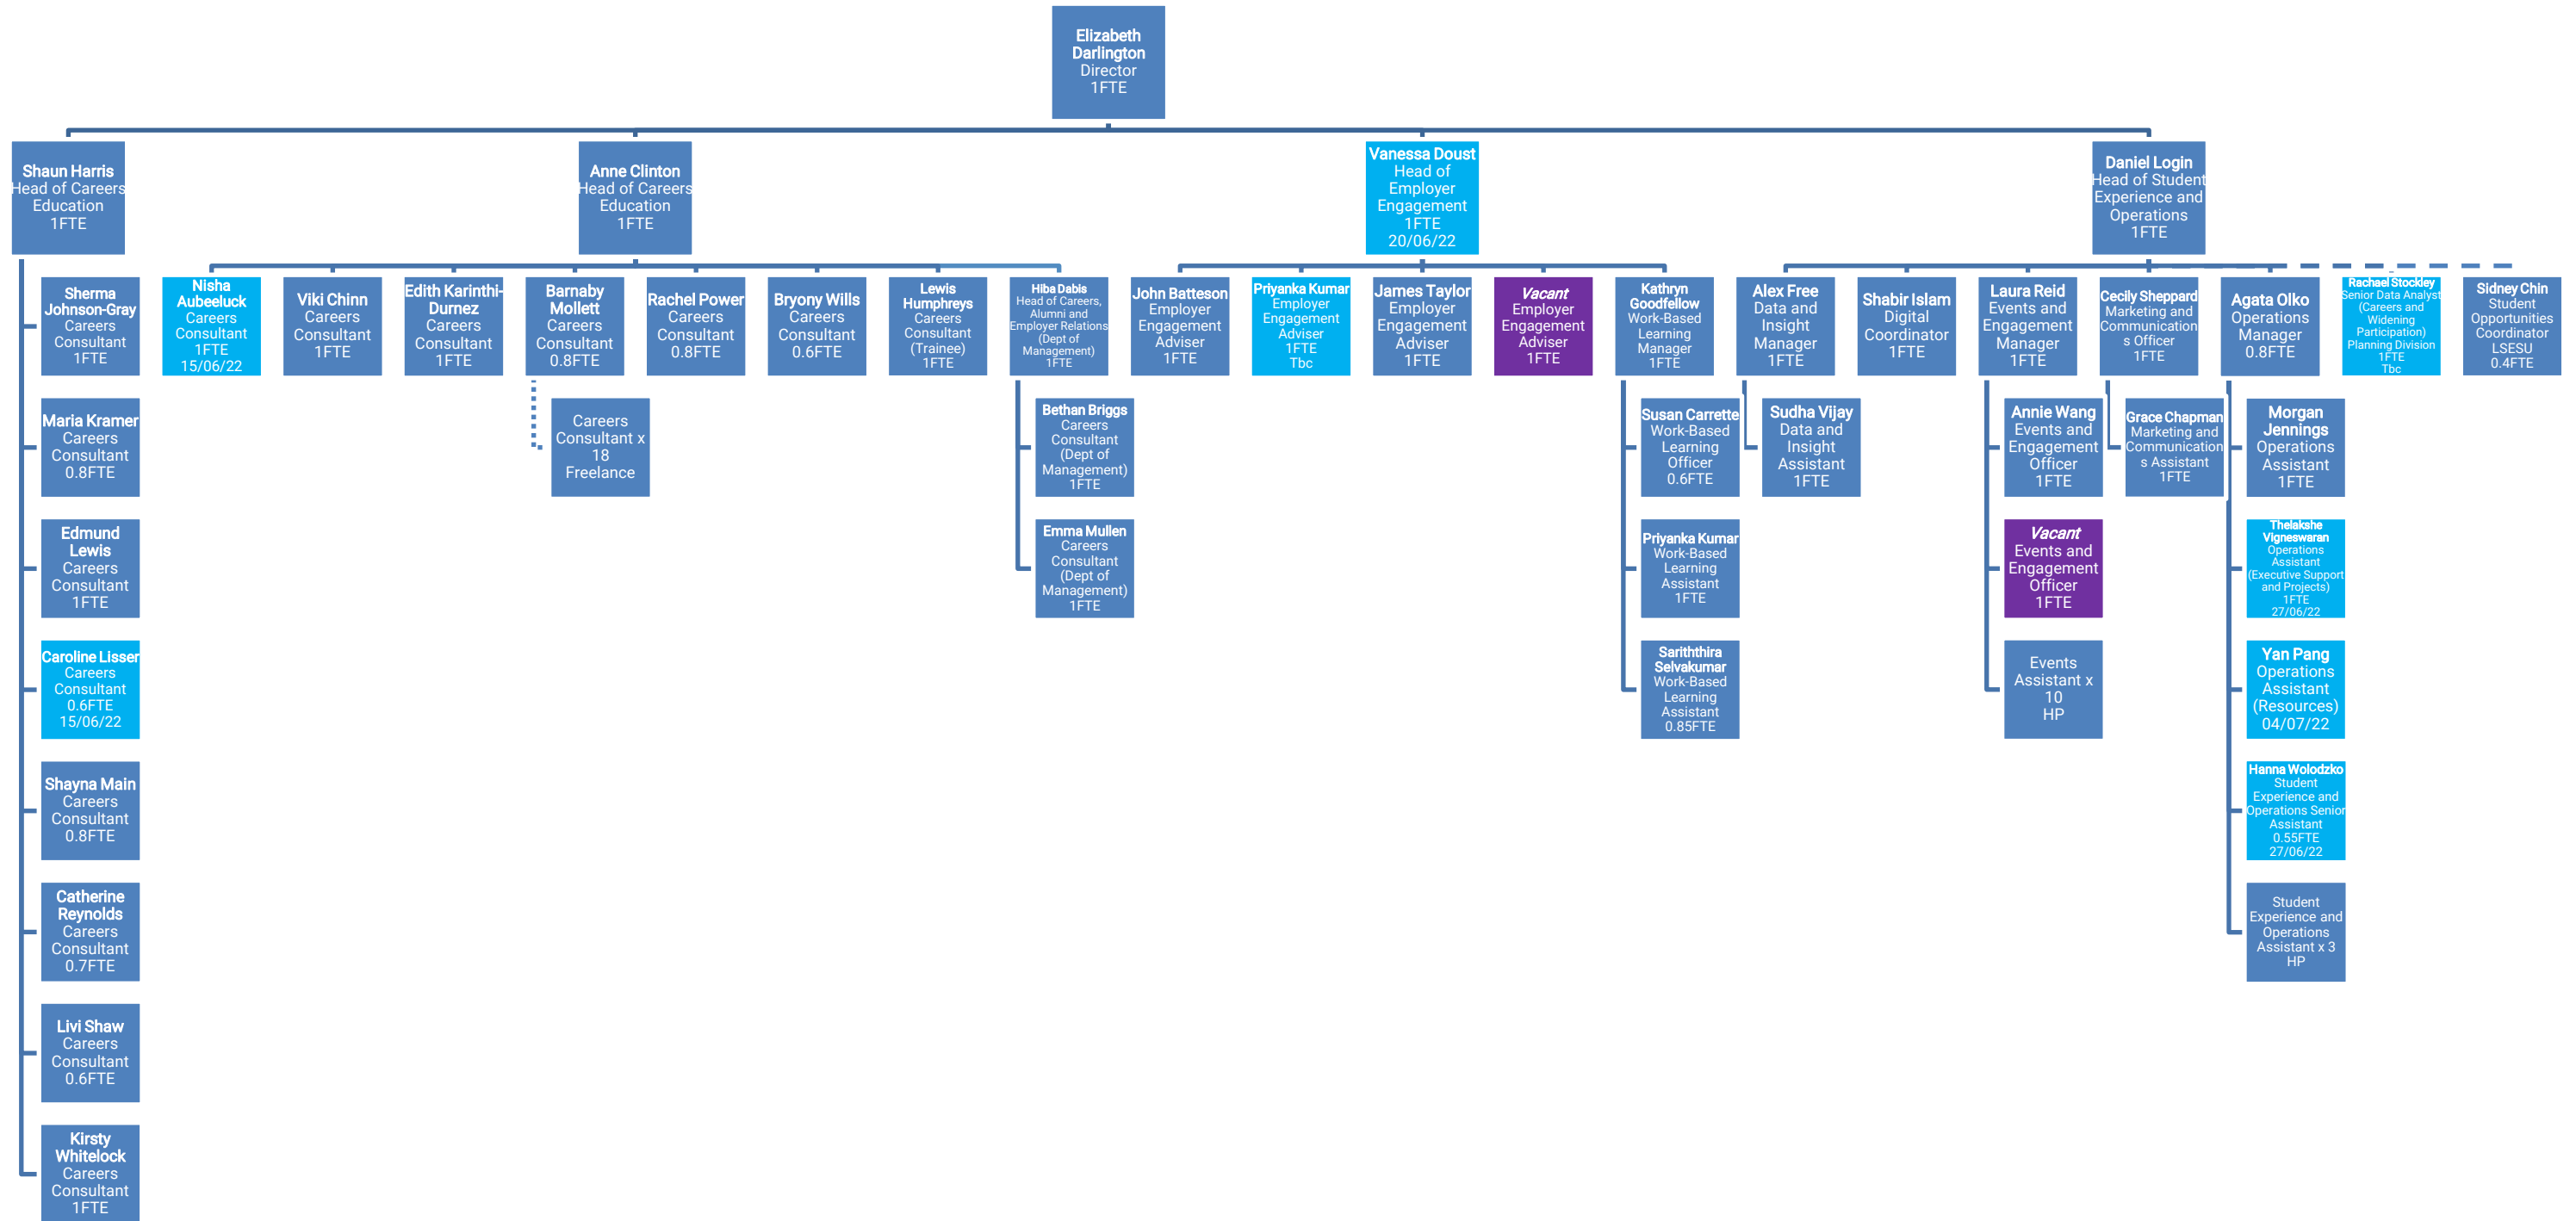 Elizabeth
Darlington
Director
1FTE
Shaun Harris
Head of Careers
Education
1FTE
Anne Clinton
Head of Careers
Education
1FTE
Vanessa Doust
Head of
Employer
Engagement
1FTE
20/06/22
Daniel Login
Head of Student
Experience and
Operations
1FTE
Sherma
Johnson-Gray
Careers
Consultant
1FTE
Nisha
Aubeeluck
Careers
Consultant
1FTE
15/06/22
Viki Chinn
Careers
Consultant
1FTE
Edith Karinthi-
Durnez
Careers
Consultant
1FTE
Barnaby
Mollett
Careers
Consultant
0.8FTE
Rachel Power
Careers
Consultant
0.8FTE
Bryony Wills
Careers
Consultant
0.6FTE
Lewis
Humphreys
Careers
Consultant
(Trainee)
1FTE
Hiba Dabis
Head of Careers,
Alumni and
Employer Relations
(Dept of
Management)
1FTE
John Batteson
Employer
Engagement
Adviser
1FTE
Priyanka Kumar
Employer
Engagement
Adviser
1FTE
Tbc
James Taylor
Employer
Engagement
Adviser
1FTE
Vacant
Employer
Engagement
Adviser
1FTE
Kathryn
Goodfellow
Work-Based
Learning
Manager
1FTE
Alex Free
Data and
Insight
Manager
1FTE
Shabir Islam
Digital
Coordinator
1FTE
Laura Reid
Events and
Engagement
Manager
1FTE
Cecily Sheppard
Marketing and
Communication
s Officer
1FTE
Agata Olko
Operations
Manager
0.8FTE
Rachael Stockley
Senior Data Analyst
(Careers and
Widening
Participation)
Planning Division
1FTE
Tbc
Sidney Chin
Student
Opportunities
Coordinator
LSESU
0.4FTE
Maria Kramer
Careers
Consultant
0.8FTE
Careers
Consultant x
18
Freelance
Bethan Briggs
Careers
Consultant
(Dept of
Management)
1FTE
Susan Carrette
Work-Based
Learning
Officer
0.6FTE
Sudha Vijay
Data and
Insight
Assistant
1FTE
Annie Wang
Events and
Engagement
Officer
1FTE
Grace Chapman
Marketing and
Communication
s Assistant
1FTE
Morgan
Jennings
Operations
Assistant
1FTE
Edmund
Lewis
Careers
Consultant
1FTE
Emma Mullen
Careers
Consultant
(Dept of
Management)
1FTE
Priyanka Kumar
Work-Based
Learning
Assistant
1FTE
Vacant
Events and
Engagement
Officer
1FTE
Thelakshe
Vigneswaran
Operations
Assistant
(Executive Support
and Projects)
1FTE
27/06/22
Caroline Lisser
Careers
Consultant
0.6FTE
15/06/22
Sariththira
Selvakumar
Work-Based
Learning
Assistant
0.85FTE
Events
Assistant x
10
HP
Yan Pang
Operations
Assistant
(Resources)
04/07/22
Shayna Main
Careers
Consultant
0.8FTE
Hanna Wolodzko
Student
Experience and
Operations Senior
Assistant
0.55FTE
27/06/22
Catherine
Reynolds
Careers
Consultant
0.7FTE
Student
Experience and
Operations
Assistant x 3
HP
Livi Shaw
Careers
Consultant
0.6FTE
Kirsty
Whitelock
Careers
Consultant
1FTE